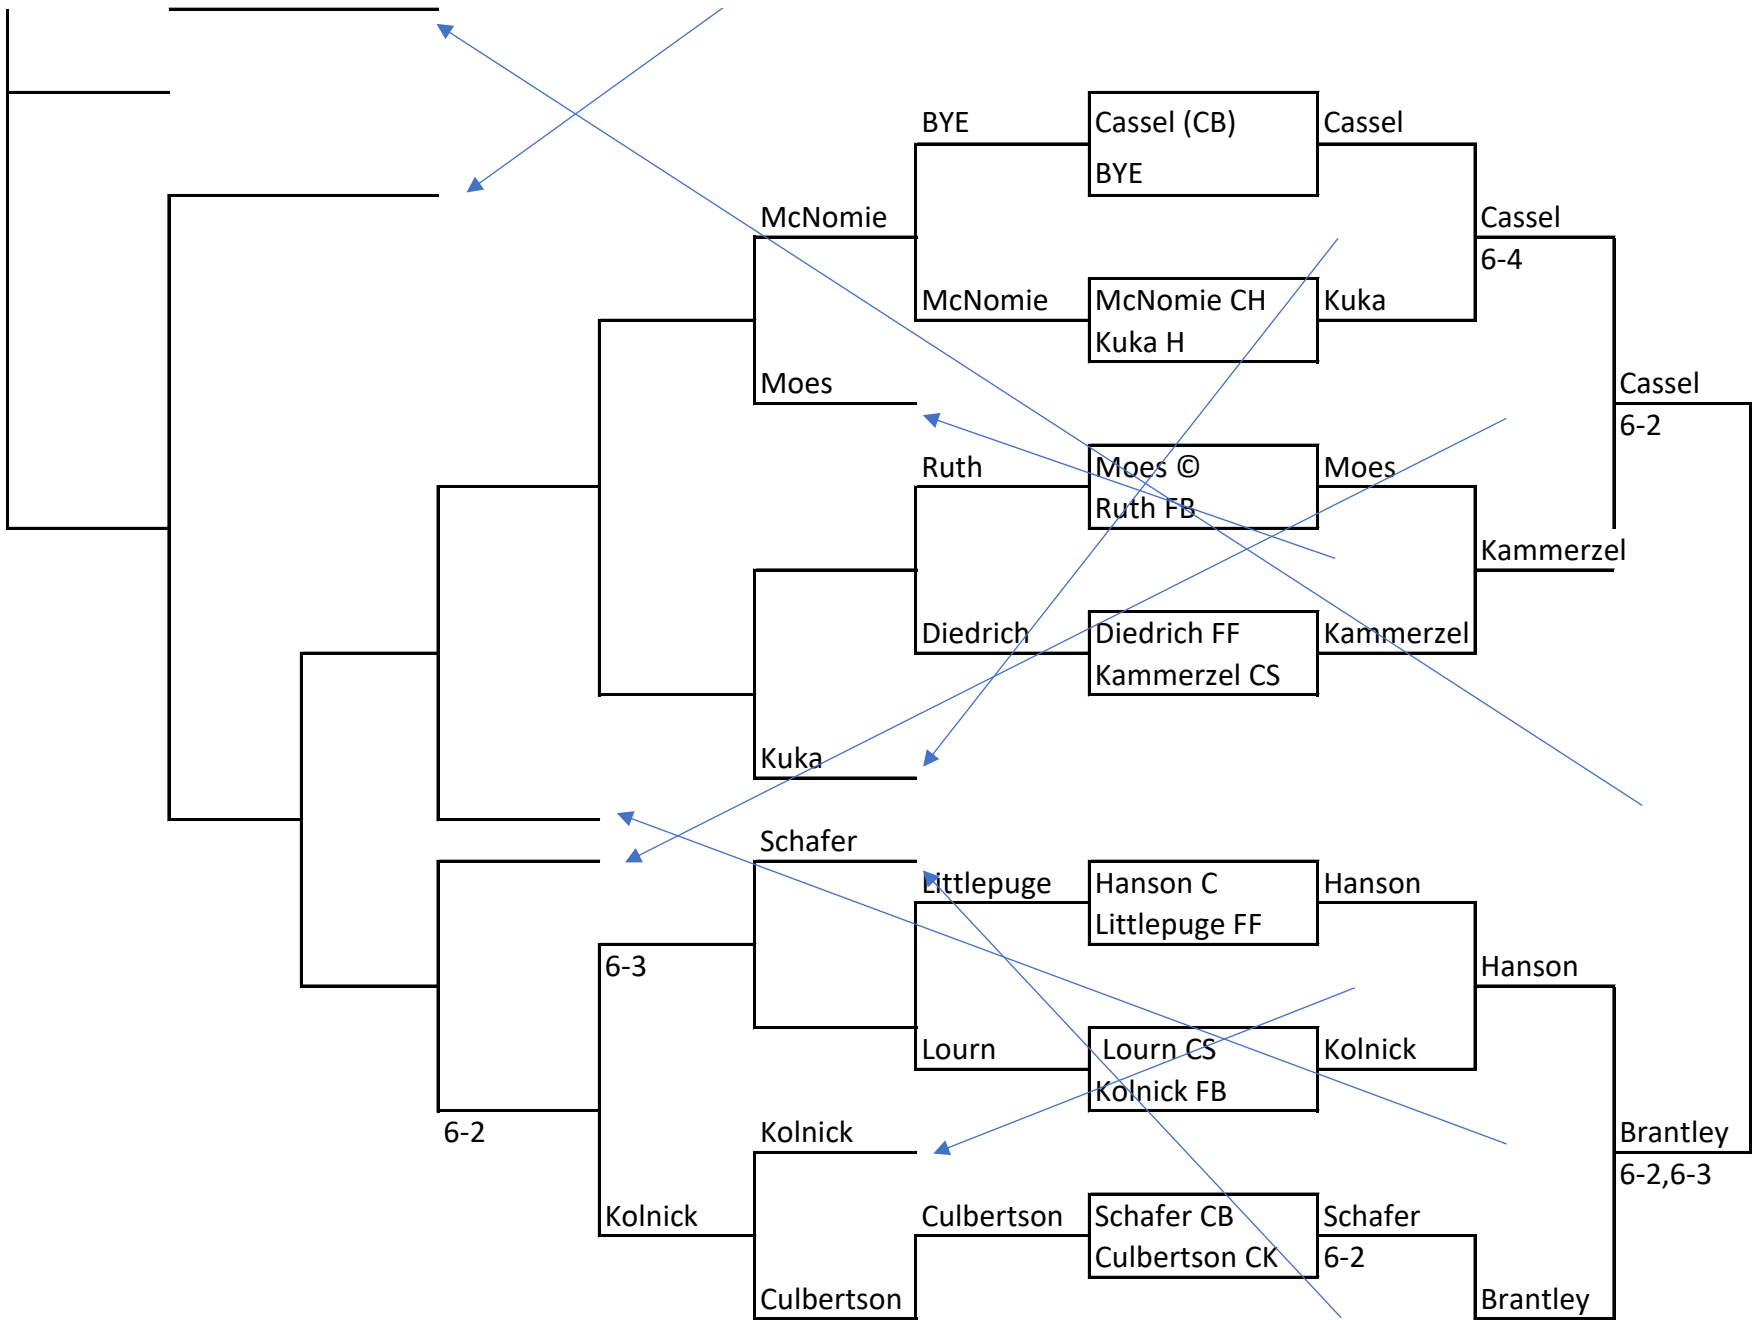 BYE
Cassel (CB)
Cassel
BYE
McNomie
Cassel
6-4
McNomie
McNomie CH
Kuka
Kuka H
Moes
Cassel
6-2
Ruth
Moes ©
Moes
Ruth FB
Kammerzel
Diedrich
Diedrich FF
Kammerzel
Kammerzel CS
Kuka
Schafer
Littlepuge
Hanson C
Hanson
Littlepuge FF
6-3
Hanson
Lourn
Lourn CS
Kolnick
Kolnick FB
6-2
Kolnick
Brantley
6-2,6-3
Kolnick
Culbertson
Schafer CB
Schafer
Culbertson CK
6-2
Culbertson
Brantley